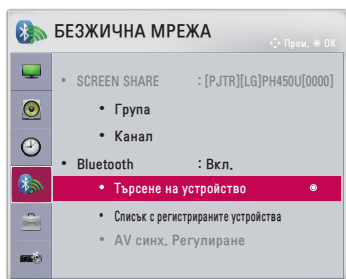 БЕЗЖИЧНА МРЕЖА
Прем. OK
• SCREEN SHARE : [PJTR][LG]PH450U[0000]
• Група
• Канал
• Bluetooth : Вкл.
• Търсене на устройство
• Списък с регистрираните устройства
• AV синх. Регулиране